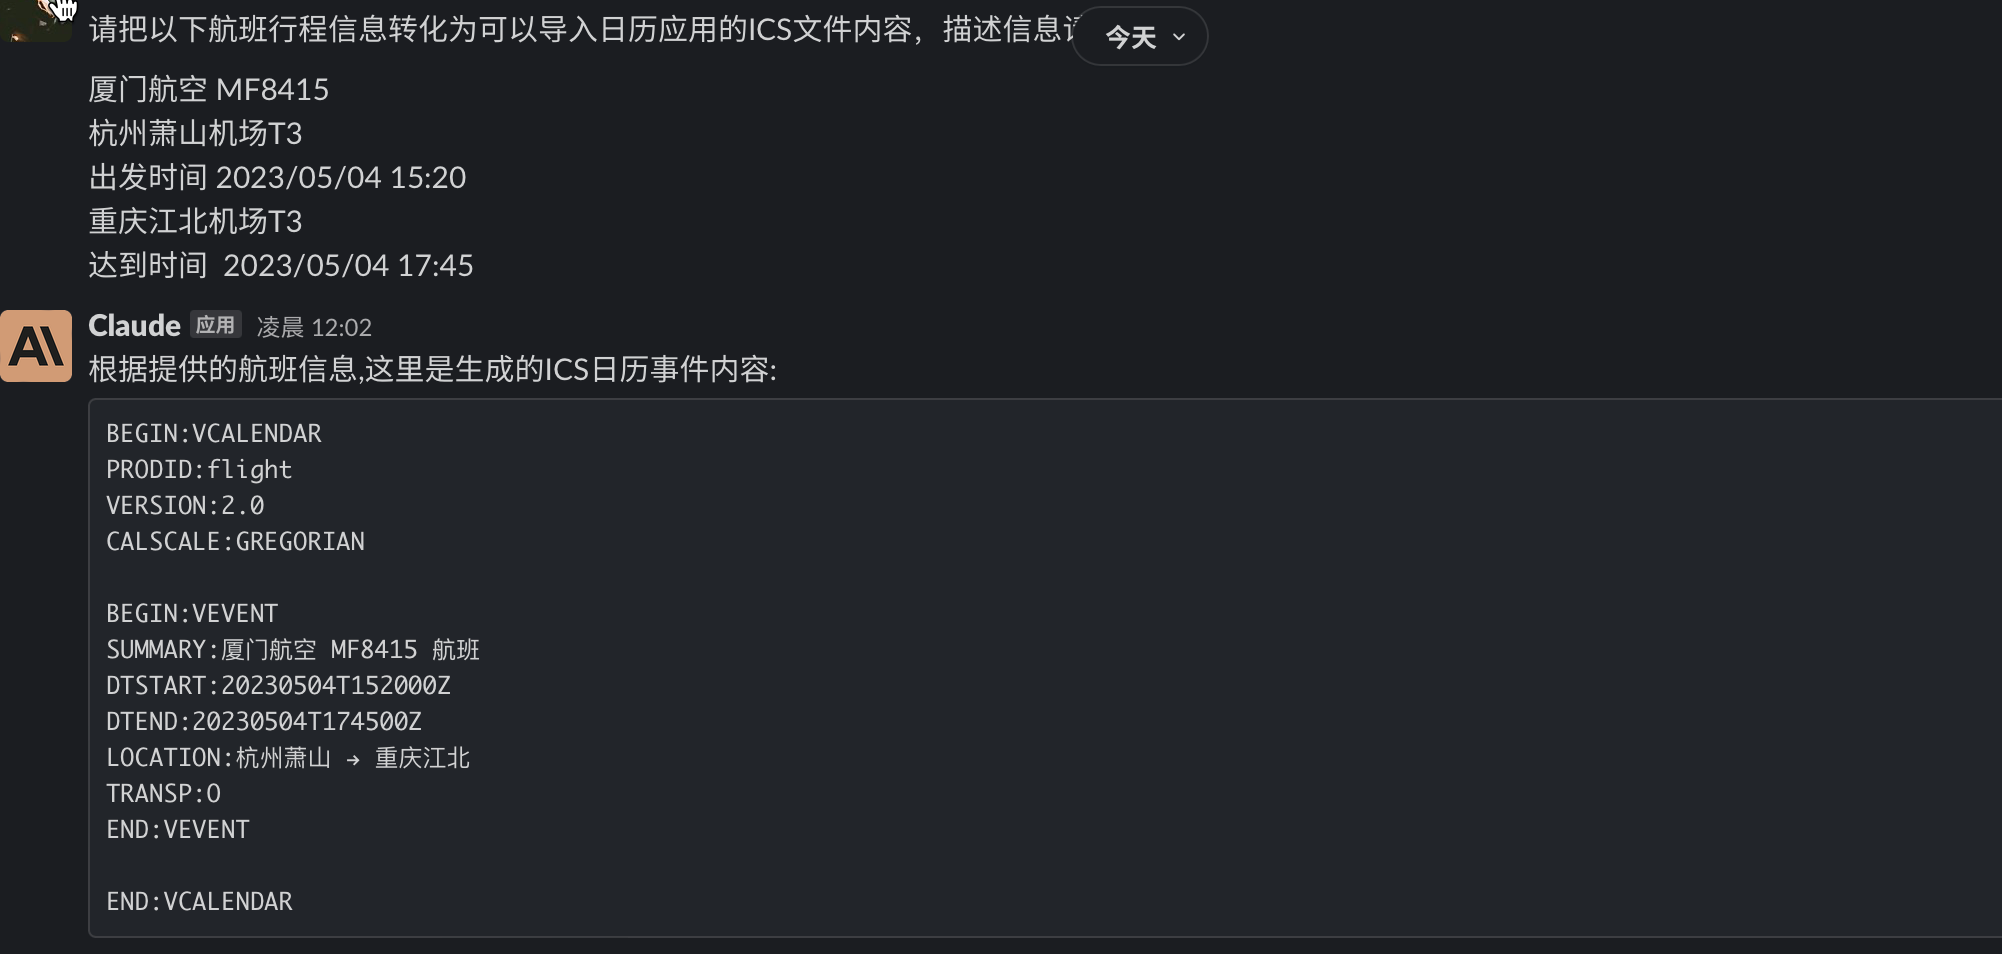 请把以下航班行程信息转化为可以导入日历应用的ICS文件内容，描述信息
今天
厦门航空 MF8415
杭州萧山机场T3
出发时间 2023/05/04 15:20
重庆江北机场T3
达到时间  2023/05/04 17:45
Claude 应用 凌晨 12:02
根据提供的航班信息,这里是生成的ICS日历事件内容:
BEGIN:VCALENDAR
PRODID:flight
VERSION:2.0
CALSCALE:GREGORIAN
BEGIN:VEVENT
SUMMARY:厦门航空 MF8415 航班
DTSTART:20230504T152000Z
DTEND:20230504T174500Z
LOCATION:杭州萧山 → 重庆江北
TRANSP:O
END:VEVENT
END:VCALENDAR